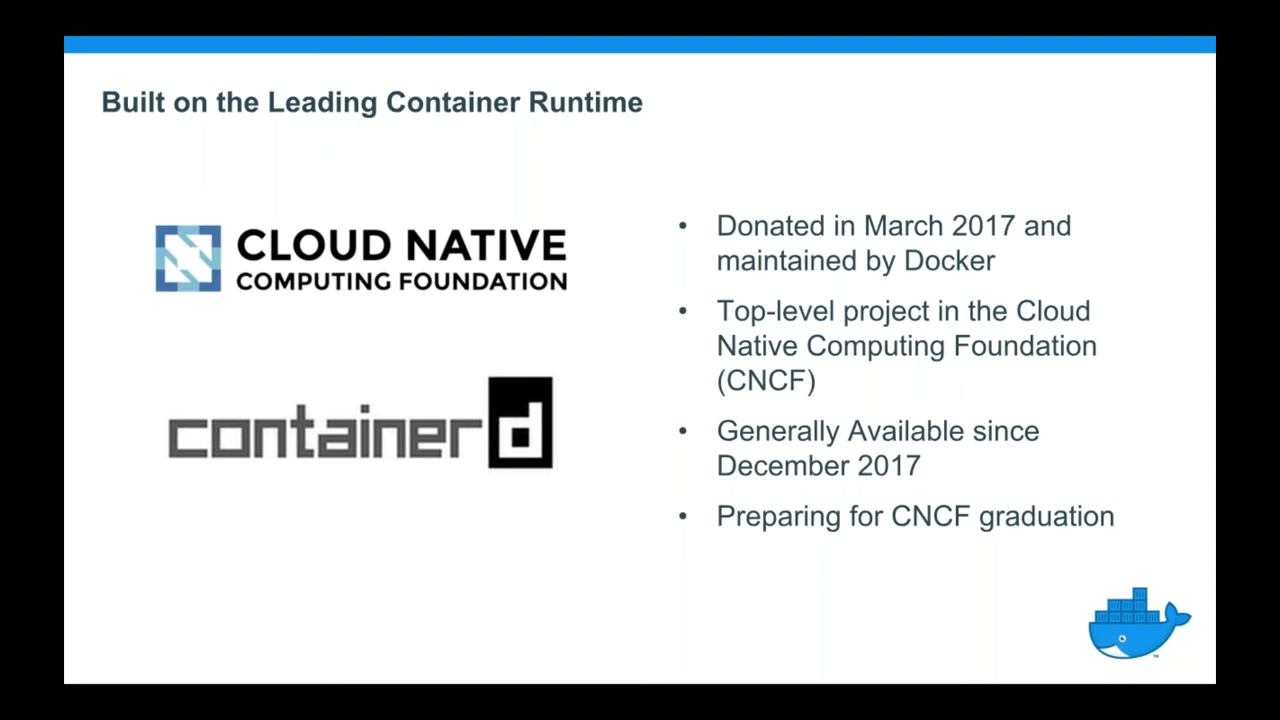 Built on the Leading Container Runtime
CLOUD NATIVE
COMPUTING FOUNDATION
containerd
• Donated in March 2017 and
maintained by Docker
• Top-level project in the Cloud
Native Computing Foundation
(CNCF)
• Generally Available since
December 2017
• Preparing for CNCF graduation